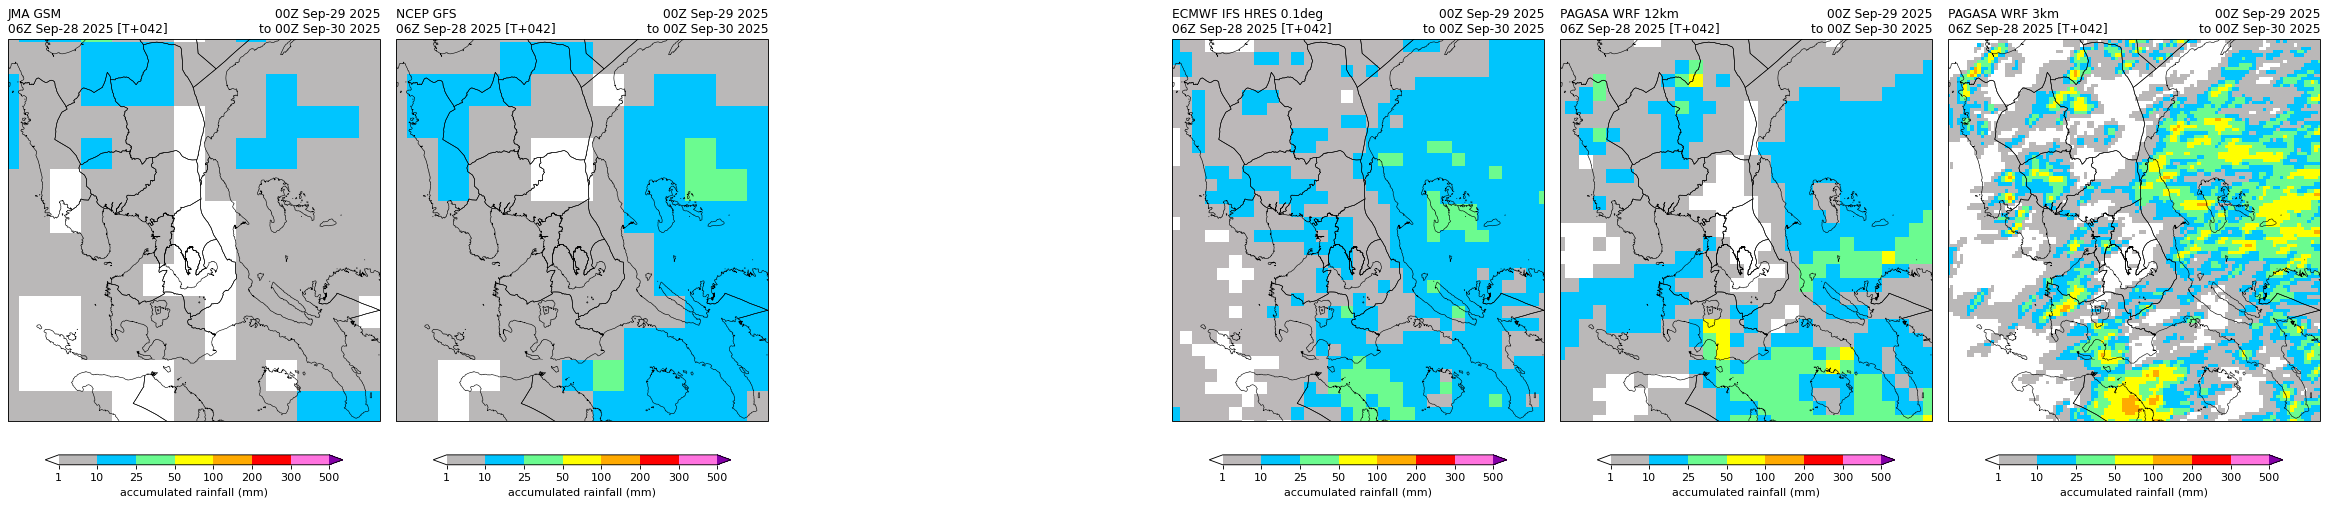 JMA GSM
00Z Sep-29 2025
06Z Sep-28 2025 [T+042]
to 00Z Sep-30 2025
NCEP GFS
00Z Sep-29 2025
06Z Sep-28 2025 [T+042]
to 00Z Sep-30 2025
ECMWF IFS HRES 0.1deg
00Z Sep-29 2025
06Z Sep-28 2025 [T+042]
to 00Z Sep-30 2025
PAGASA WRF 12km
00Z Sep-29 2025
06Z Sep-28 2025 [T+042]
to 00Z Sep-30 2025
PAGASA WRF 3km
00Z Sep-29 2025
06Z Sep-28 2025 [T+042]
to 00Z Sep-30 2025
1 10 25 50 100 200 300 500
accumulated rainfall (mm)
1 10 25 50 100 200 300 500
accumulated rainfall (mm)
1 10 25 50 100 200 300 500
accumulated rainfall (mm)
1 10 25 50 100 200 300 500
accumulated rainfall (mm)
1 10 25 50 100 200 300 500
accumulated rainfall (mm)